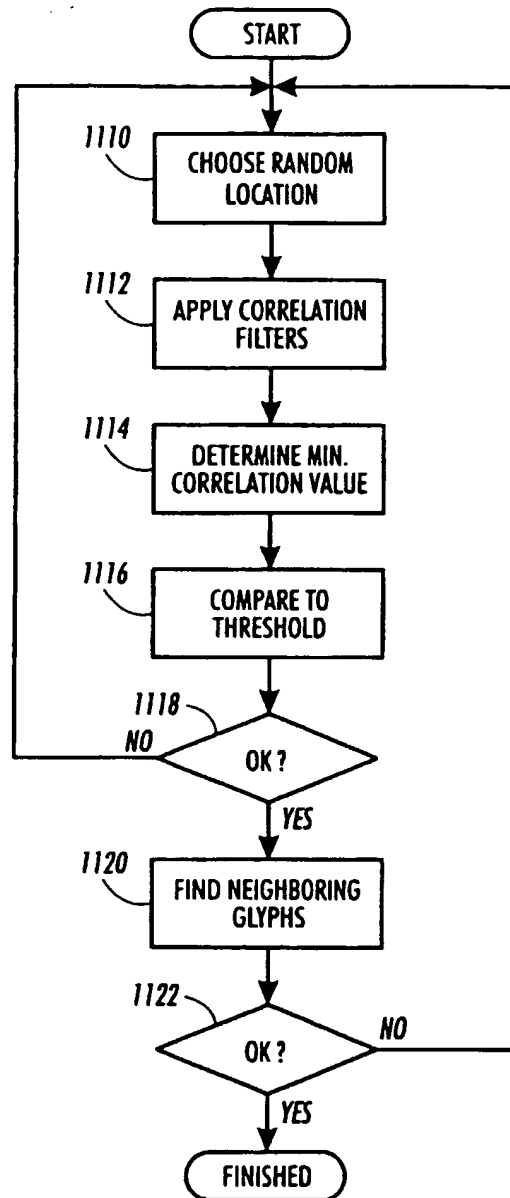 START
1110
CHOOSE RANDOM
LOCATION
1112
APPLY CORRELATION
FILTERS
1114
DETERMINE MIN.
CORRELATION VALUE
1116
COMPARE TO
THRESHOLD
1118
NO
OK ?
YES
1120
FIND NEIGHBORING
GLYPHS
1122
OK ?
NO
YES
FINISHED